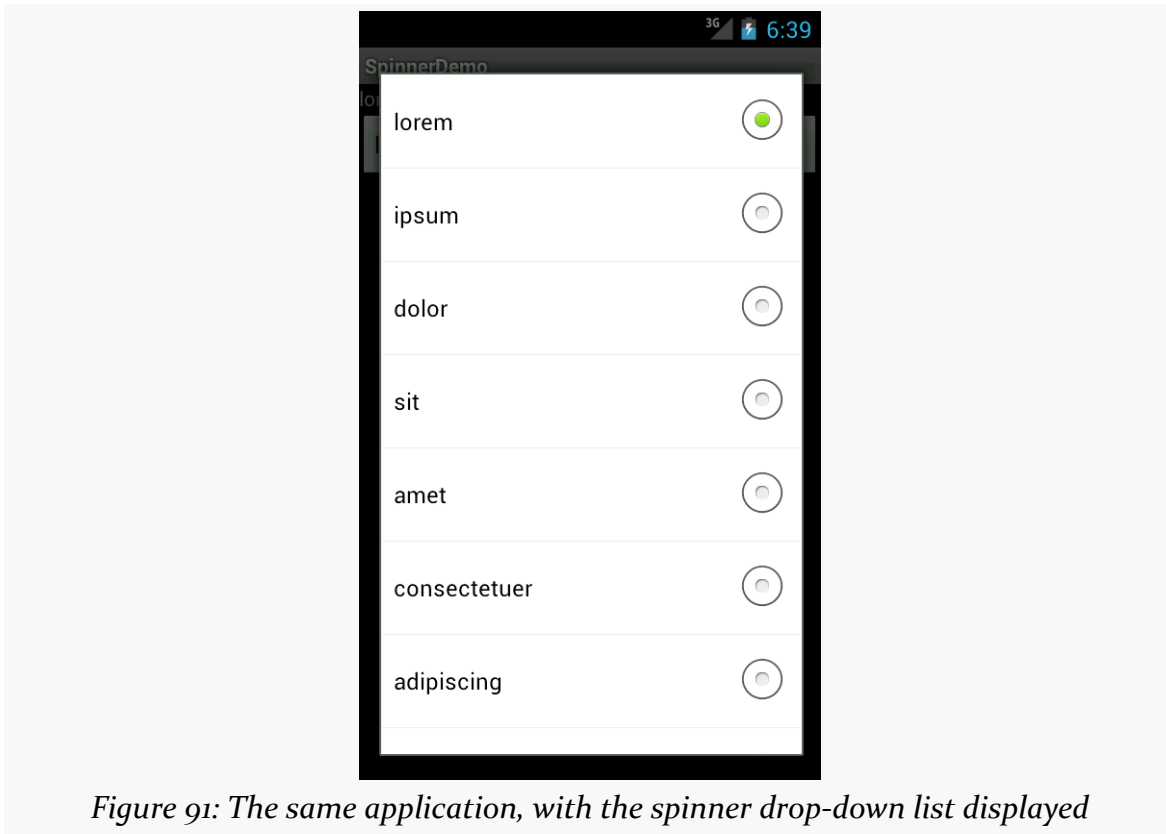 3G 6:39
SpinnerDemo
lorem
ipsum
dolor
sit
amet
consectetuer
adipiscing
Figure 91: The same application, with the spinner drop-down list displayed